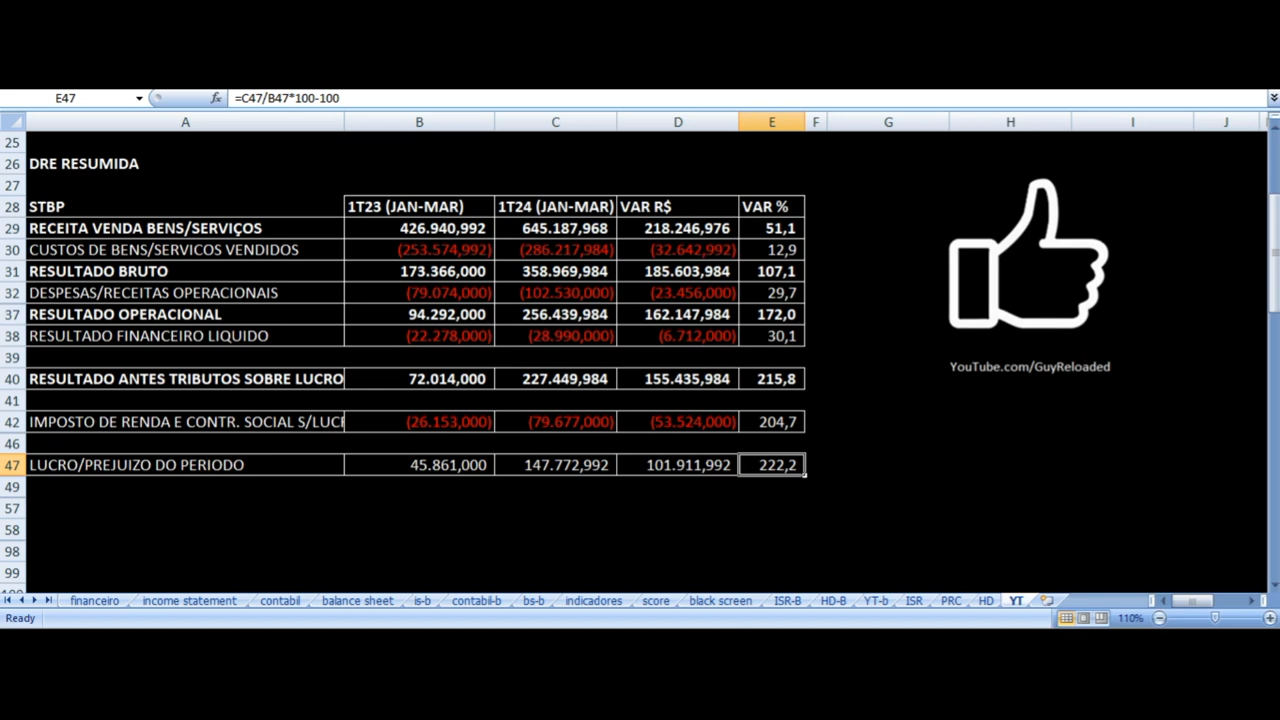 E47 fx =C47/B47*100-100
A B C D E F G H I J
25
26 DRE RESUMIDA
27
28 STBP 1T23 (JAN-MAR) 1T24 (JAN-MAR) VAR R$ VAR %
29 RECEITA VENDA BENS/SERVIÇOS 426.940,992 645.187,968 218.246,976 51,1
30 CUSTOS DE BENS/SERVICOS VENDIDOS (253.574,992) (286.217,984) (32.642,992) 12,9
31 RESULTADO BRUTO 173.366,000 358.969,984 185.603,984 107,1
32 DESPESAS/RECEITAS OPERACIONAIS (79.074,000) (102.530,000) (23.456,000) 29,7
37 RESULTADO OPERACIONAL 94.292,000 256.439,984 162.147,984 172,0
38 RESULTADO FINANCEIRO LIQUIDO (22.278,000) (28.990,000) (6.712,000) 30,1
39
40 RESULTADO ANTES TRIBUTOS SOBRE LUCRO 72.014,000 227.449,984 155.435,984 215,8
41
42 IMPOSTO DE RENDA E CONTR. SOCIAL S/LUCR (26.153,000) (79.677,000) (53.524,000) 204,7
46
47 LUCRO/PREJUIZO DO PERIODO 45.861,000 147.772,992 101.911,992 222,2
49
57
58
98
99
YouTube.com/GuyReloaded
financeiro income statement contabil balance sheet is-b contabil-b bs-b indicadores score black screen ISR-B HD-B YT-b ISR PRC HD YT
Ready 110%